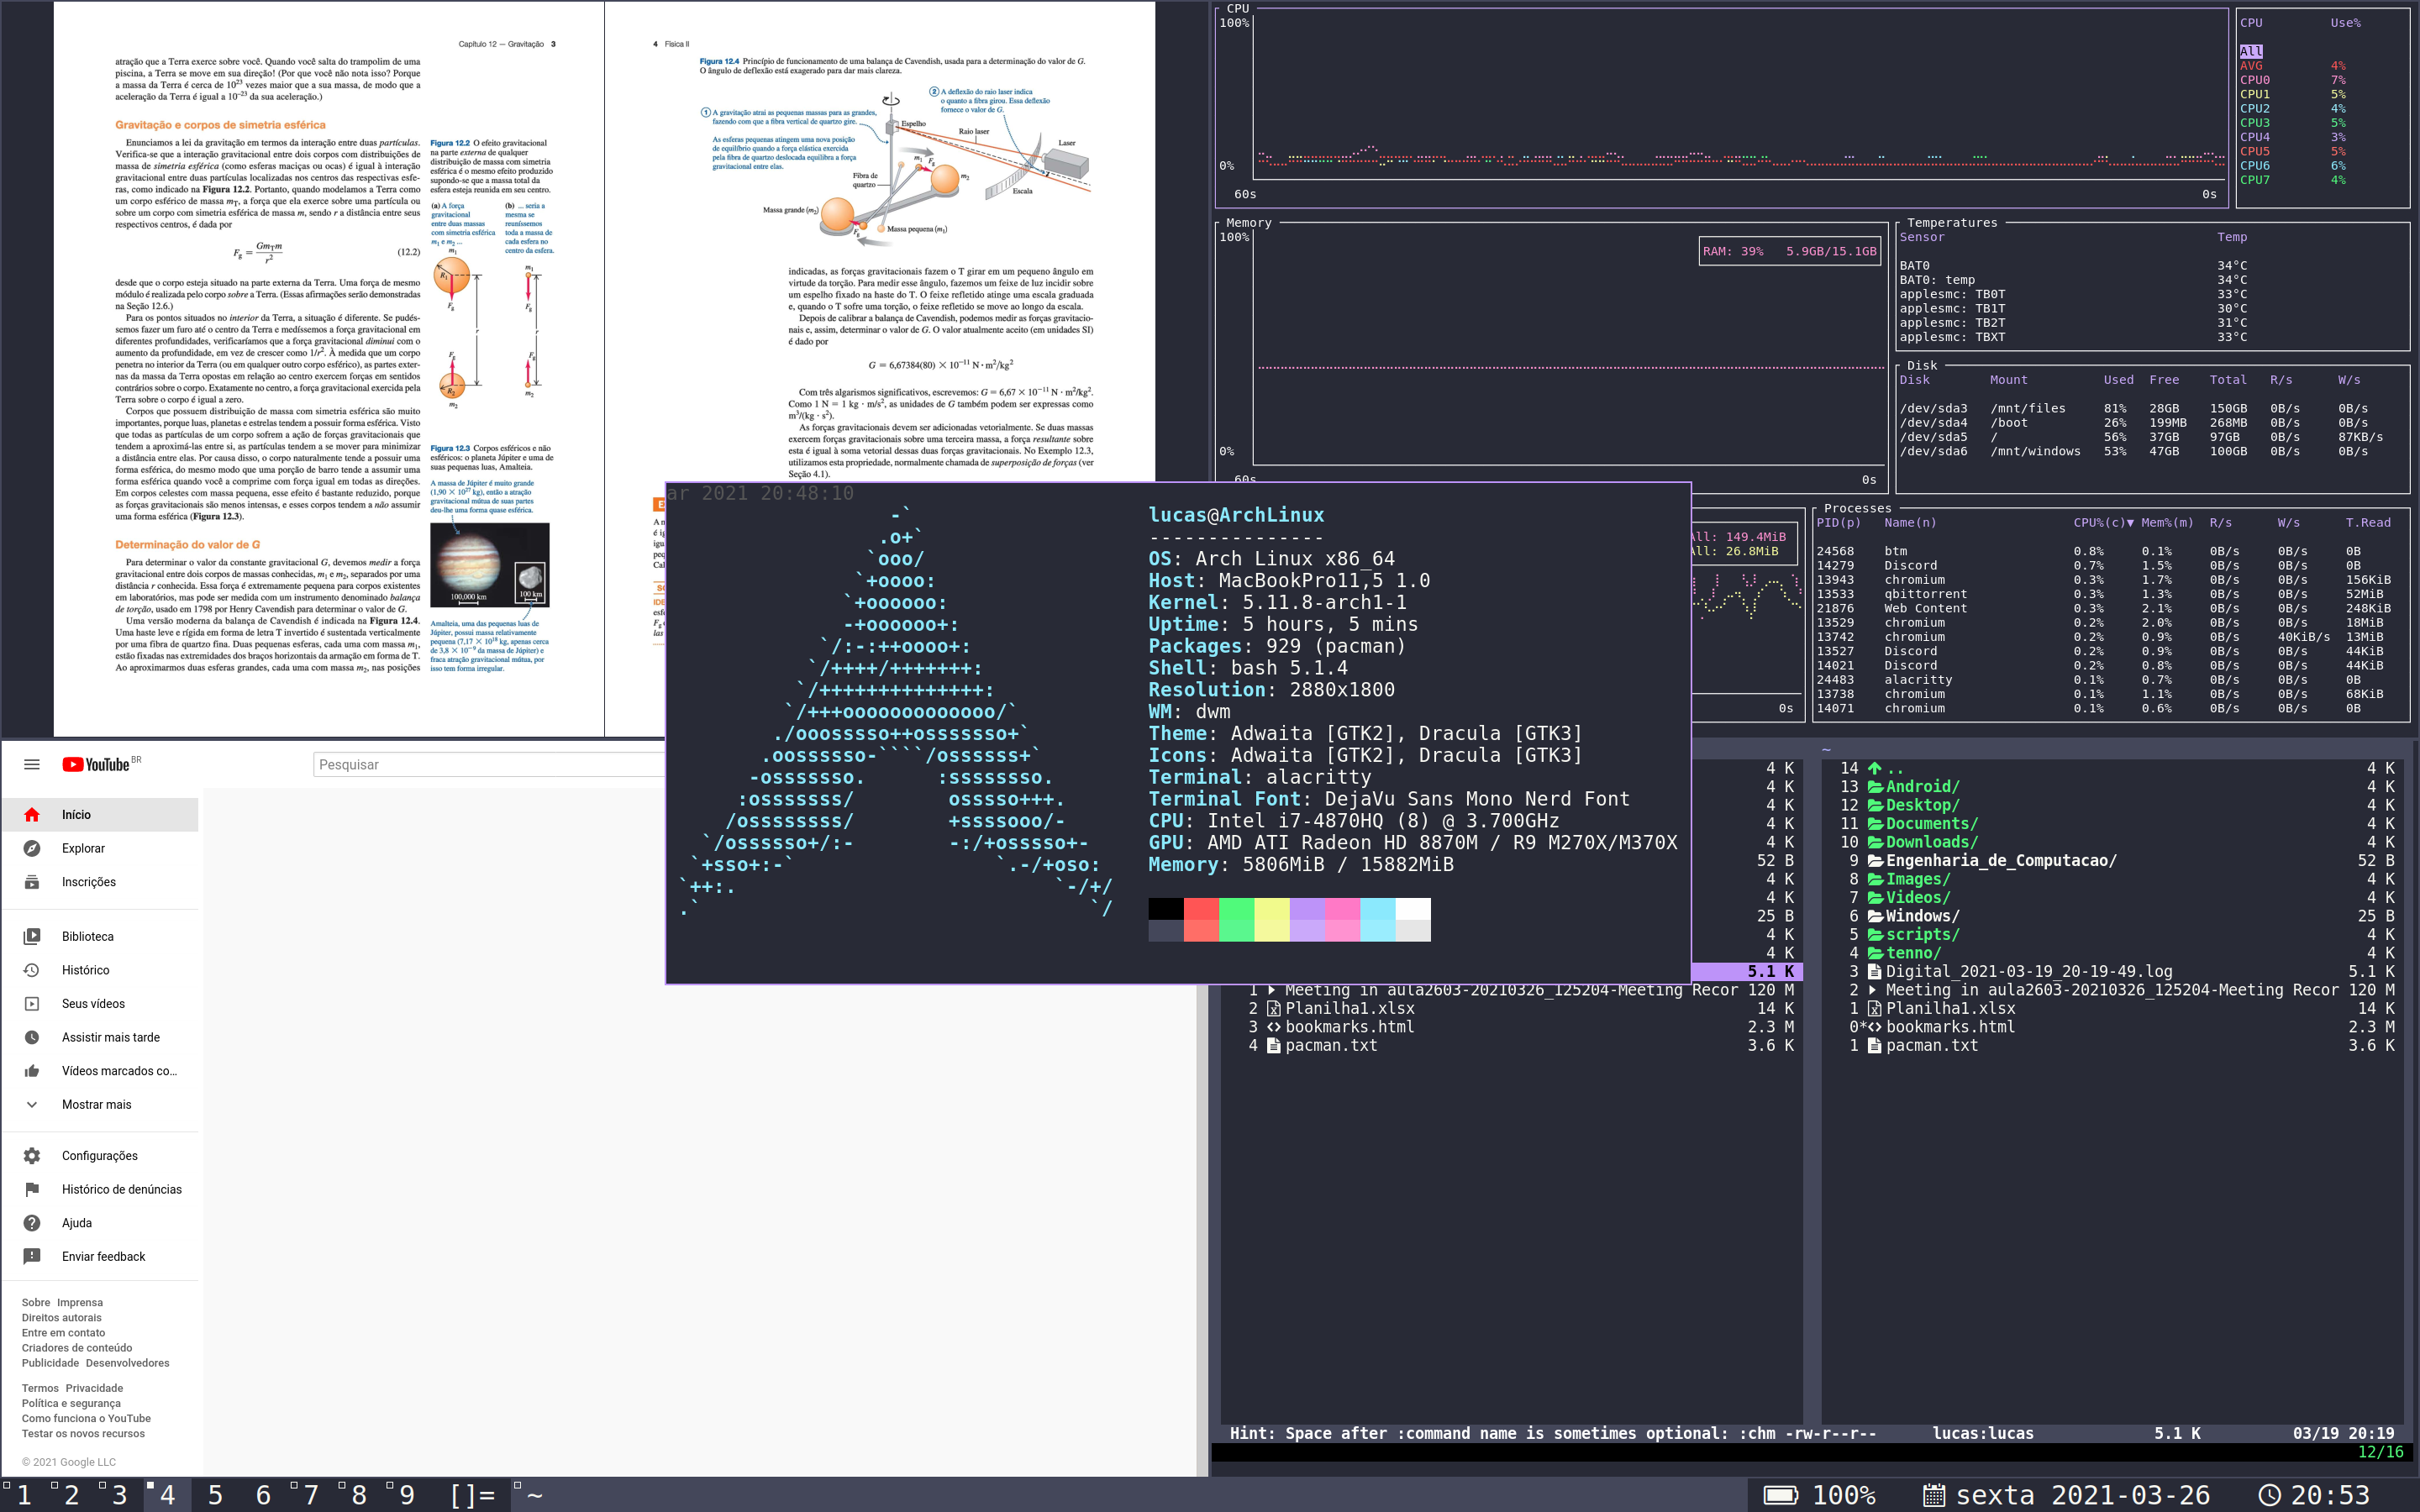 Capítulo 12 — Gravitação 3
atração que a Terra exerce sobre você. Quando você salta do trampolim de uma
piscina, a Terra se move em sua direção! (Por que você não nota isso? Porque
a massa da Terra é cerca de 10²³ vezes maior que a sua massa, de modo que a
aceleração da Terra é igual a 10⁻²³ da sua aceleração.)
Gravitação e corpos de simetria esférica
Enunciamos a lei da gravitação em termos da interação entre duas partículas.
Verifica-se que a interação gravitacional entre dois corpos com distribuições de
massa de simetria esférica (como esferas maciças ou ocas) é igual à interação
gravitacional entre duas partículas localizadas nos centros das respectivas esfe-
ras, como indicado na Figura 12.2. Portanto, quando modelamos a Terra como
um corpo esférico de massa mT, a força que ela exerce sobre uma partícula ou
sobre um corpo com simetria esférica de massa m, sendo r a distância entre seus
respectivos centros, é dada por
Fg = GmTm / r² (12.2)
desde que o corpo esteja situado na parte externa da Terra. Uma força de mesmo
módulo é realizada pelo corpo sobre a Terra. (Essas afirmações serão demonstradas
na Seção 12.6.)
Para os pontos situados no interior da Terra, a situação é diferente. Se pudés-
semos fazer um furo até o centro da Terra e medíssemos a força gravitacional em
diferentes profundidades, verificaríamos que a força gravitacional diminui com o
aumento da profundidade, em vez de crescer como 1/r². À medida que um corpo
penetra no interior da Terra (ou em qualquer outro corpo esférico), as partes exter-
nas da massa da Terra opostas em relação ao centro exercem forças em sentidos
contrários sobre o corpo. Exatamente no centro, a força gravitacional exercida pela
Terra sobre o corpo é igual a zero.
Corpos que possuem distribuição de massa com simetria esférica são muito
importantes, porque luas, planetas e estrelas tendem a possuir forma esférica. Visto
que todas as partículas de um corpo sofrem a ação de forças gravitacionais que
tendem a aproximá-las entre si, as partículas tendem a se mover para minimizar
a distância entre elas. Por causa disso, o corpo naturalmente tende a possuir uma
forma esférica, do mesmo modo que uma porção de barro tende a assumir uma
forma esférica quando você a comprime com força igual em todas as direções.
Em corpos celestes com massa pequena, esse efeito é bastante reduzido, porque
as forças gravitacionais são menos intensas, e esses corpos tendem a não assumir
uma forma esférica (Figura 12.3).
Determinação do valor de G
Para determinar o valor da constante gravitacional G, devemos medir a força
gravitacional entre dois corpos de massas conhecidas, m₁ e m₂, separados por uma
distância r conhecida. Essa força é extremamente pequena para corpos existentes
em laboratórios, mas pode ser medida com um instrumento denominado balança
de torção, usado em 1798 por Henry Cavendish para determinar o valor de G.
Uma versão moderna da balança de Cavendish é indicada na Figura 12.4.
Uma haste leve e rígida em forma de letra T invertido é sustentada verticalmente
por uma fibra de quartzo fina. Duas pequenas esferas, cada uma com massa m₁,
estão fixadas nas extremidades dos braços horizontais da armação em forma de T.
Ao aproximarmos duas esferas grandes, cada uma com massa m₂, nas posições
Figura 12.2 O efeito gravitacional
na parte externa de qualquer
distribuição de massa com simetria
esférica é o mesmo efeito produzido
supondo-se que a massa total da
esfera esteja reunida em seu centro.
(a) A força
gravitacional
entre duas massas
com simetria esférica
m₁ e m₂ ...
(b) ... seria a
mesma se
reuníssemos
toda a massa de
cada esfera no
centro da esfera.
m₁
m₁
R₁
Fg
Fg
r
r
Fg
Fg
R₂
m₂
m₂
Figura 12.3 Corpos esféricos e não
esféricos: o planeta Júpiter e uma de
suas pequenas luas, Amalteia.
A massa de Júpiter é muito grande
(1,90 × 10²⁷ kg), então a atração
gravitacional mútua de suas partes
deu-lhe uma forma quase esférica.
100,000 km
100 km
Amalteia, uma das pequenas luas de
Júpiter, possui massa relativamente
pequena (7,17 × 10¹⁸ kg, apenas cerca
de 3,8 × 10⁻⁹ da massa de Júpiter) e
fraca atração gravitacional mútua, por
isso tem forma irregular.
4 Física II
Figura 12.4 Princípio de funcionamento de uma balança de Cavendish, usada para a determinação do valor de G.
O ângulo de deflexão está exagerado para dar mais clareza.
1 A gravitação atrai as pequenas massas para as grandes,
fazendo com que a fibra vertical de quartzo gire.
As esferas pequenas atingem uma nova posição
de equilíbrio quando a força elástica exercida
pela fibra de quartzo deslocada equilibra a força
gravitacional entre elas.
2 A deflexão do raio laser indica
o quanto a fibra girou. Essa deflexão
fornece o valor de G.
Espelho
Raio laser
Laser
m₁
Fg
m₂
Fibra de
quartzo
Escala
Massa grande (m₂)
Fg
Massa pequena (m₁)
indicadas, as forças gravitacionais fazem o T girar em um pequeno ângulo em
virtude da torção. Para medir esse ângulo, fazemos um feixe de luz incidir sobre
um espelho fixado na haste do T. O feixe refletido atinge uma escala graduada
e, quando o T sofre uma torção, o feixe refletido se move ao longo da escala.
Depois de calibrar a balança de Cavendish, podemos medir as forças gravitacio-
nais e, assim, determinar o valor de G. O valor atualmente aceito (em unidades SI)
é dado por
G = 6,67384(80) × 10⁻¹¹ N · m²/kg²
Com três algarismos significativos, escrevemos: G = 6,67 × 10⁻¹¹ N · m²/kg².
Como 1 N = 1 kg · m/s², as unidades de G também podem ser expressas como
m³/(kg · s²).
As forças gravitacionais devem ser adicionadas vetorialmente. Se duas massas
exercem forças gravitacionais sobre uma terceira massa, a força resultante sobre
esta é igual à soma vetorial dessas duas forças gravitacionais. No Exemplo 12.3,
utilizamos esta propriedade, normalmente chamada de superposição de forças (ver
Seção 4.1).
CPU
100%
0%
60s 0s
CPU Use%
All
AVG 4%
CPU0 7%
CPU1 5%
CPU2 4%
CPU3 5%
CPU4 3%
CPU5 5%
CPU6 6%
CPU7 4%
Memory
100%
RAM: 39% 5.9GB/15.1GB
0%
60s 0s
Temperatures
Sensor Temp
BAT0 34°C
BAT0: temp 34°C
applesmc: TB0T 33°C
applesmc: TB1T 30°C
applesmc: TB2T 31°C
applesmc: TBXT 33°C
Disk
Disk Mount Used Free Total R/s W/s
/dev/sda3 /mnt/files 81% 28GB 150GB 0B/s 0B/s
/dev/sda4 /boot 26% 199MB 268MB 0B/s 0B/s
/dev/sda5 / 56% 37GB 97GB 0B/s 87KB/s
/dev/sda6 /mnt/windows 53% 47GB 100GB 0B/s 0B/s
All: 149.4MiB
All: 26.8MiB
0s
Processes
PID(p) Name(n) CPU%(c)▼ Mem%(m) R/s W/s T.Read
24568 btm 0.8% 0.1% 0B/s 0B/s 0B
14279 Discord 0.7% 1.5% 0B/s 0B/s 0B
13943 chromium 0.3% 1.7% 0B/s 0B/s 156KiB
13533 qbittorrent 0.3% 1.3% 0B/s 0B/s 52MiB
21876 Web Content 0.3% 2.1% 0B/s 0B/s 248KiB
13529 chromium 0.2% 2.0% 0B/s 0B/s 18MiB
13742 chromium 0.2% 0.9% 0B/s 40KiB/s 13MiB
13527 Discord 0.2% 0.9% 0B/s 0B/s 44KiB
14021 Discord 0.2% 0.8% 0B/s 0B/s 44KiB
24483 alacritty 0.1% 0.7% 0B/s 0B/s 0B
13738 chromium 0.1% 1.1% 0B/s 0B/s 68KiB
14071 chromium 0.1% 0.6% 0B/s 0B/s 0B
ar 2021 20:48:10
lucas@ArchLinux
---------------
OS: Arch Linux x86_64
Host: MacBookPro11,5 1.0
Kernel: 5.11.8-arch1-1
Uptime: 5 hours, 5 mins
Packages: 929 (pacman)
Shell: bash 5.1.4
Resolution: 2880x1800
WM: dwm
Theme: Adwaita [GTK2], Dracula [GTK3]
Icons: Adwaita [GTK2], Dracula [GTK3]
Terminal: alacritty
Terminal Font: DejaVu Sans Mono Nerd Font
CPU: Intel i7-4870HQ (8) @ 3.700GHz
GPU: AMD ATI Radeon HD 8870M / R9 M270X/M370X
Memory: 5806MiB / 15882MiB
YouTube BR
Pesquisar
Início
Explorar
Inscrições
Biblioteca
Histórico
Seus vídeos
Assistir mais tarde
Vídeos marcados co...
Mostrar mais
Configurações
Histórico de denúncias
Ajuda
Enviar feedback
Sobre Imprensa
Direitos autorais
Entre em contato
Criadores de conteúdo
Publicidade Desenvolvedores
Termos Privacidade
Política e segurança
Como funciona o YouTube
Testar os novos recursos
© 2021 Google LLC
4 K
4 K
4 K
4 K
4 K
52 B
4 K
4 K
25 B
4 K
4 K
5.1 K
1 Meeting in aula2603-20210326_125204-Meeting Recor 120 M
2 Planilha1.xlsx 14 K
3 bookmarks.html 2.3 M
4 pacman.txt 3.6 K
~
14 .. 4 K
13 Android/ 4 K
12 Desktop/ 4 K
11 Documents/ 4 K
10 Downloads/ 4 K
9 Engenharia_de_Computacao/ 52 B
8 Images/ 4 K
7 Videos/ 4 K
6 Windows/ 25 B
5 scripts/ 4 K
4 tenno/ 4 K
3 Digital_2021-03-19_20-19-49.log 5.1 K
2 Meeting in aula2603-20210326_125204-Meeting Recor 120 M
1 Planilha1.xlsx 14 K
0* bookmarks.html 2.3 M
1 pacman.txt 3.6 K
Hint: Space after :command name is sometimes optional: :chm -rw-r--r-- lucas:lucas 5.1 K 03/19 20:19
12/16
1 2 3 4 5 6 7 8 9 []= ~
100% sexta 2021-03-26 20:53